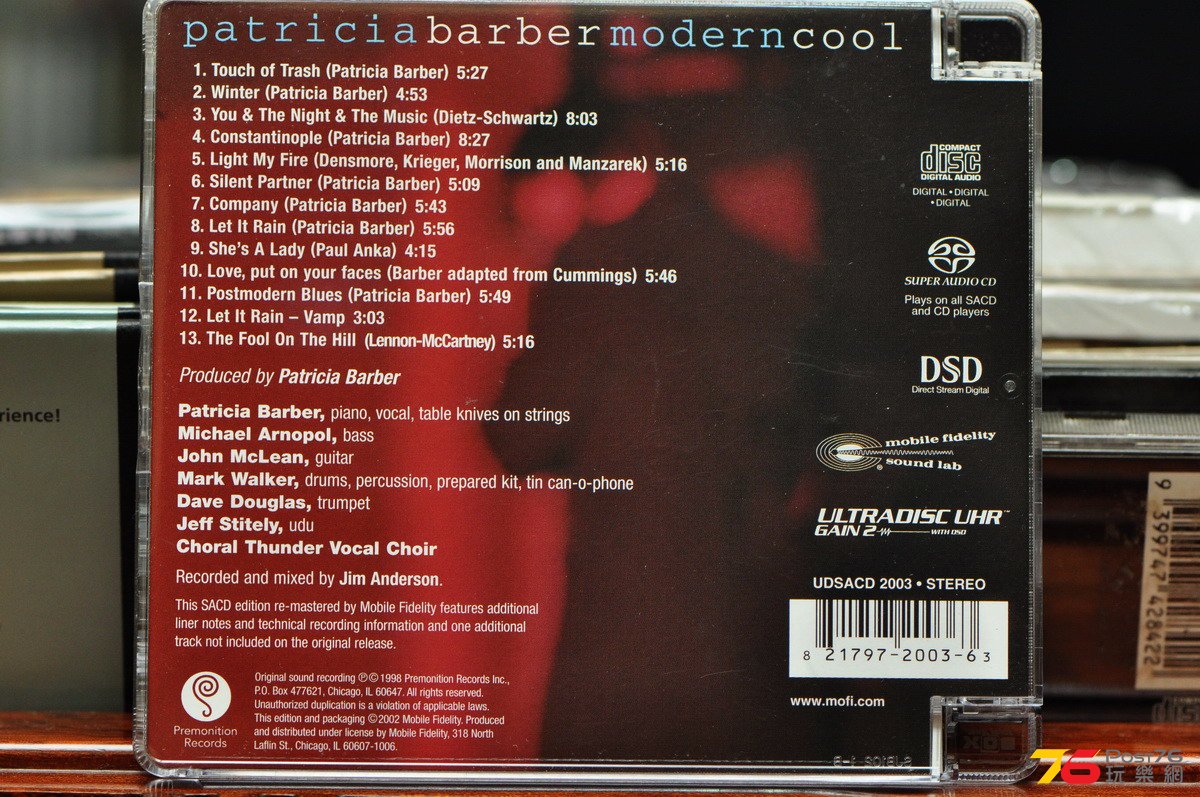 patriciabarbermoderncool
1. Touch of Trash (Patricia Barber) 5:27
2. Winter (Patricia Barber) 4:53
3. You & The Night & The Music (Dietz-Schwartz) 8:03
4. Constantinople (Patricia Barber) 8:27
5. Light My Fire (Densmore, Krieger, Morrison and Manzarek) 5:16
6. Silent Partner (Patricia Barber) 5:09
7. Company (Patricia Barber) 5:43
8. Let It Rain (Patricia Barber) 5:56
9. She's A Lady (Paul Anka) 4:15
10. Love, put on your faces (Barber adapted from Cummings) 5:46
11. Postmodern Blues (Patricia Barber) 5:49
12. Let It Rain – Vamp 3:03
13. The Fool On The Hill (Lennon-McCartney) 5:16
Produced by Patricia Barber
Patricia Barber, piano, vocal, table knives on strings
Michael Arnopol, bass
John McLean, guitar
Mark Walker, drums, percussion, prepared kit, tin can-o-phone
Dave Douglas, trumpet
Jeff Stitely, udu
Choral Thunder Vocal Choir
Recorded and mixed by Jim Anderson.
This SACD edition re-mastered by Mobile Fidelity features additional
liner notes and technical recording information and one additional
track not included on the original release.
Premonition
Records
Original sound recording ℗©1998 Premonition Records Inc.,
P.O. Box 477621, Chicago, IL 60647. All rights reserved.
Unauthorized duplication is a violation of applicable laws.
This edition and packaging ©2002 Mobile Fidelity. Produced
and distributed under license by Mobile Fidelity, 318 North
Laflin St., Chicago, IL 60607-1006.
COMPACT
disc
DIGITAL AUDIO
DIGITAL • DIGITAL
• DIGITAL
SUPER AUDIO CD
Plays on all SACD
and CD players
DSD
Direct Stream Digital
mobile fidelity
sound lab
ULTRADISC UHR™
GAIN 2 WITH DSD
UDSACD 2003 • STEREO
8 21797-2003-6 3
www.mofi.com
rience!
9 399747 428422
76 Post76
玩樂網